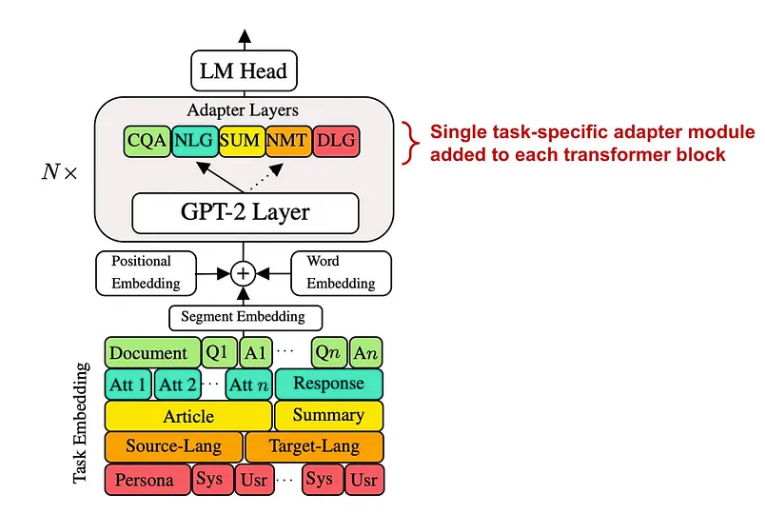 LM Head
Adapter Layers
CQA NLG SUM NMT DLG
Single task-specific adapter module
added to each transformer block
N×
GPT-2 Layer
Positional
Embedding
+
Word
Embedding
Segment Embedding
Task Embedding
Document Q1 A1 ··· Qn An
Att 1 Att 2 ··· Att n Response
Article Summary
Source-Lang Target-Lang
Persona Sys Usr ··· Sys Usr